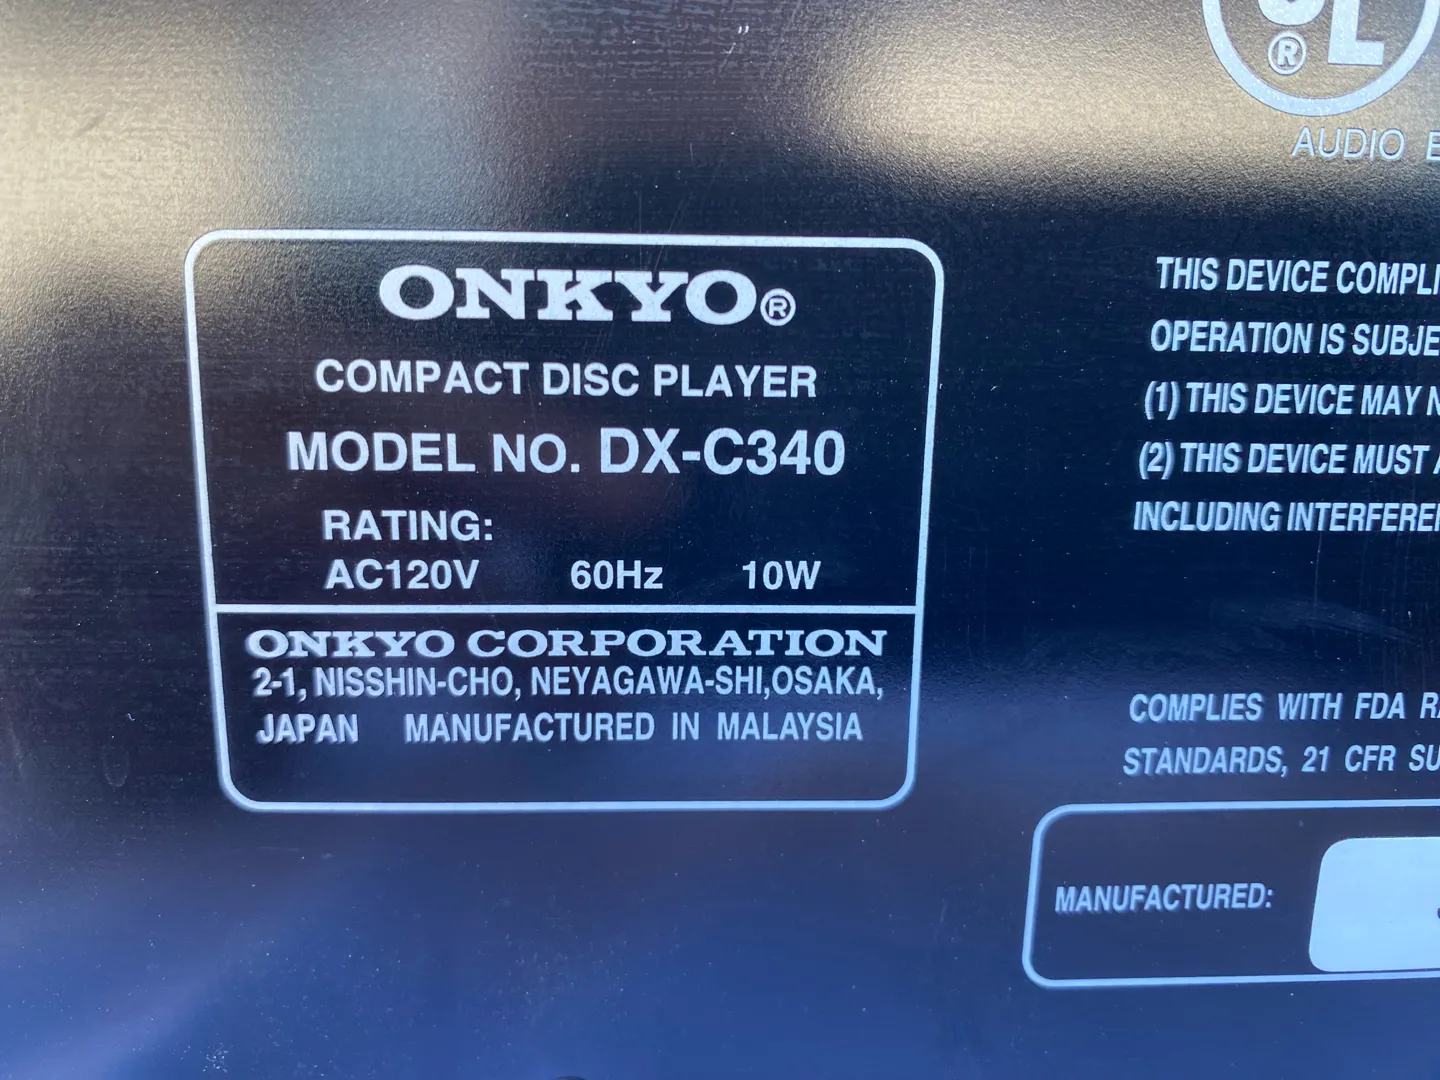 UL
®
AUDIO
ONKYO®
COMPACT DISC PLAYER
MODEL NO. DX-C340
RATING:
AC120V 60Hz 10W
ONKYO CORPORATION
2-1, NISSHIN-CHO, NEYAGAWA-SHI,OSAKA,
JAPAN MANUFACTURED IN MALAYSIA
THIS DEVICE
OPERATION IS
(1) THIS DEVICE MAY
(2) THIS DEVICE MUST
INCLUDING
COMPLIES WITH FDA
STANDARDS, 21 CFR
MANUFACTURED: